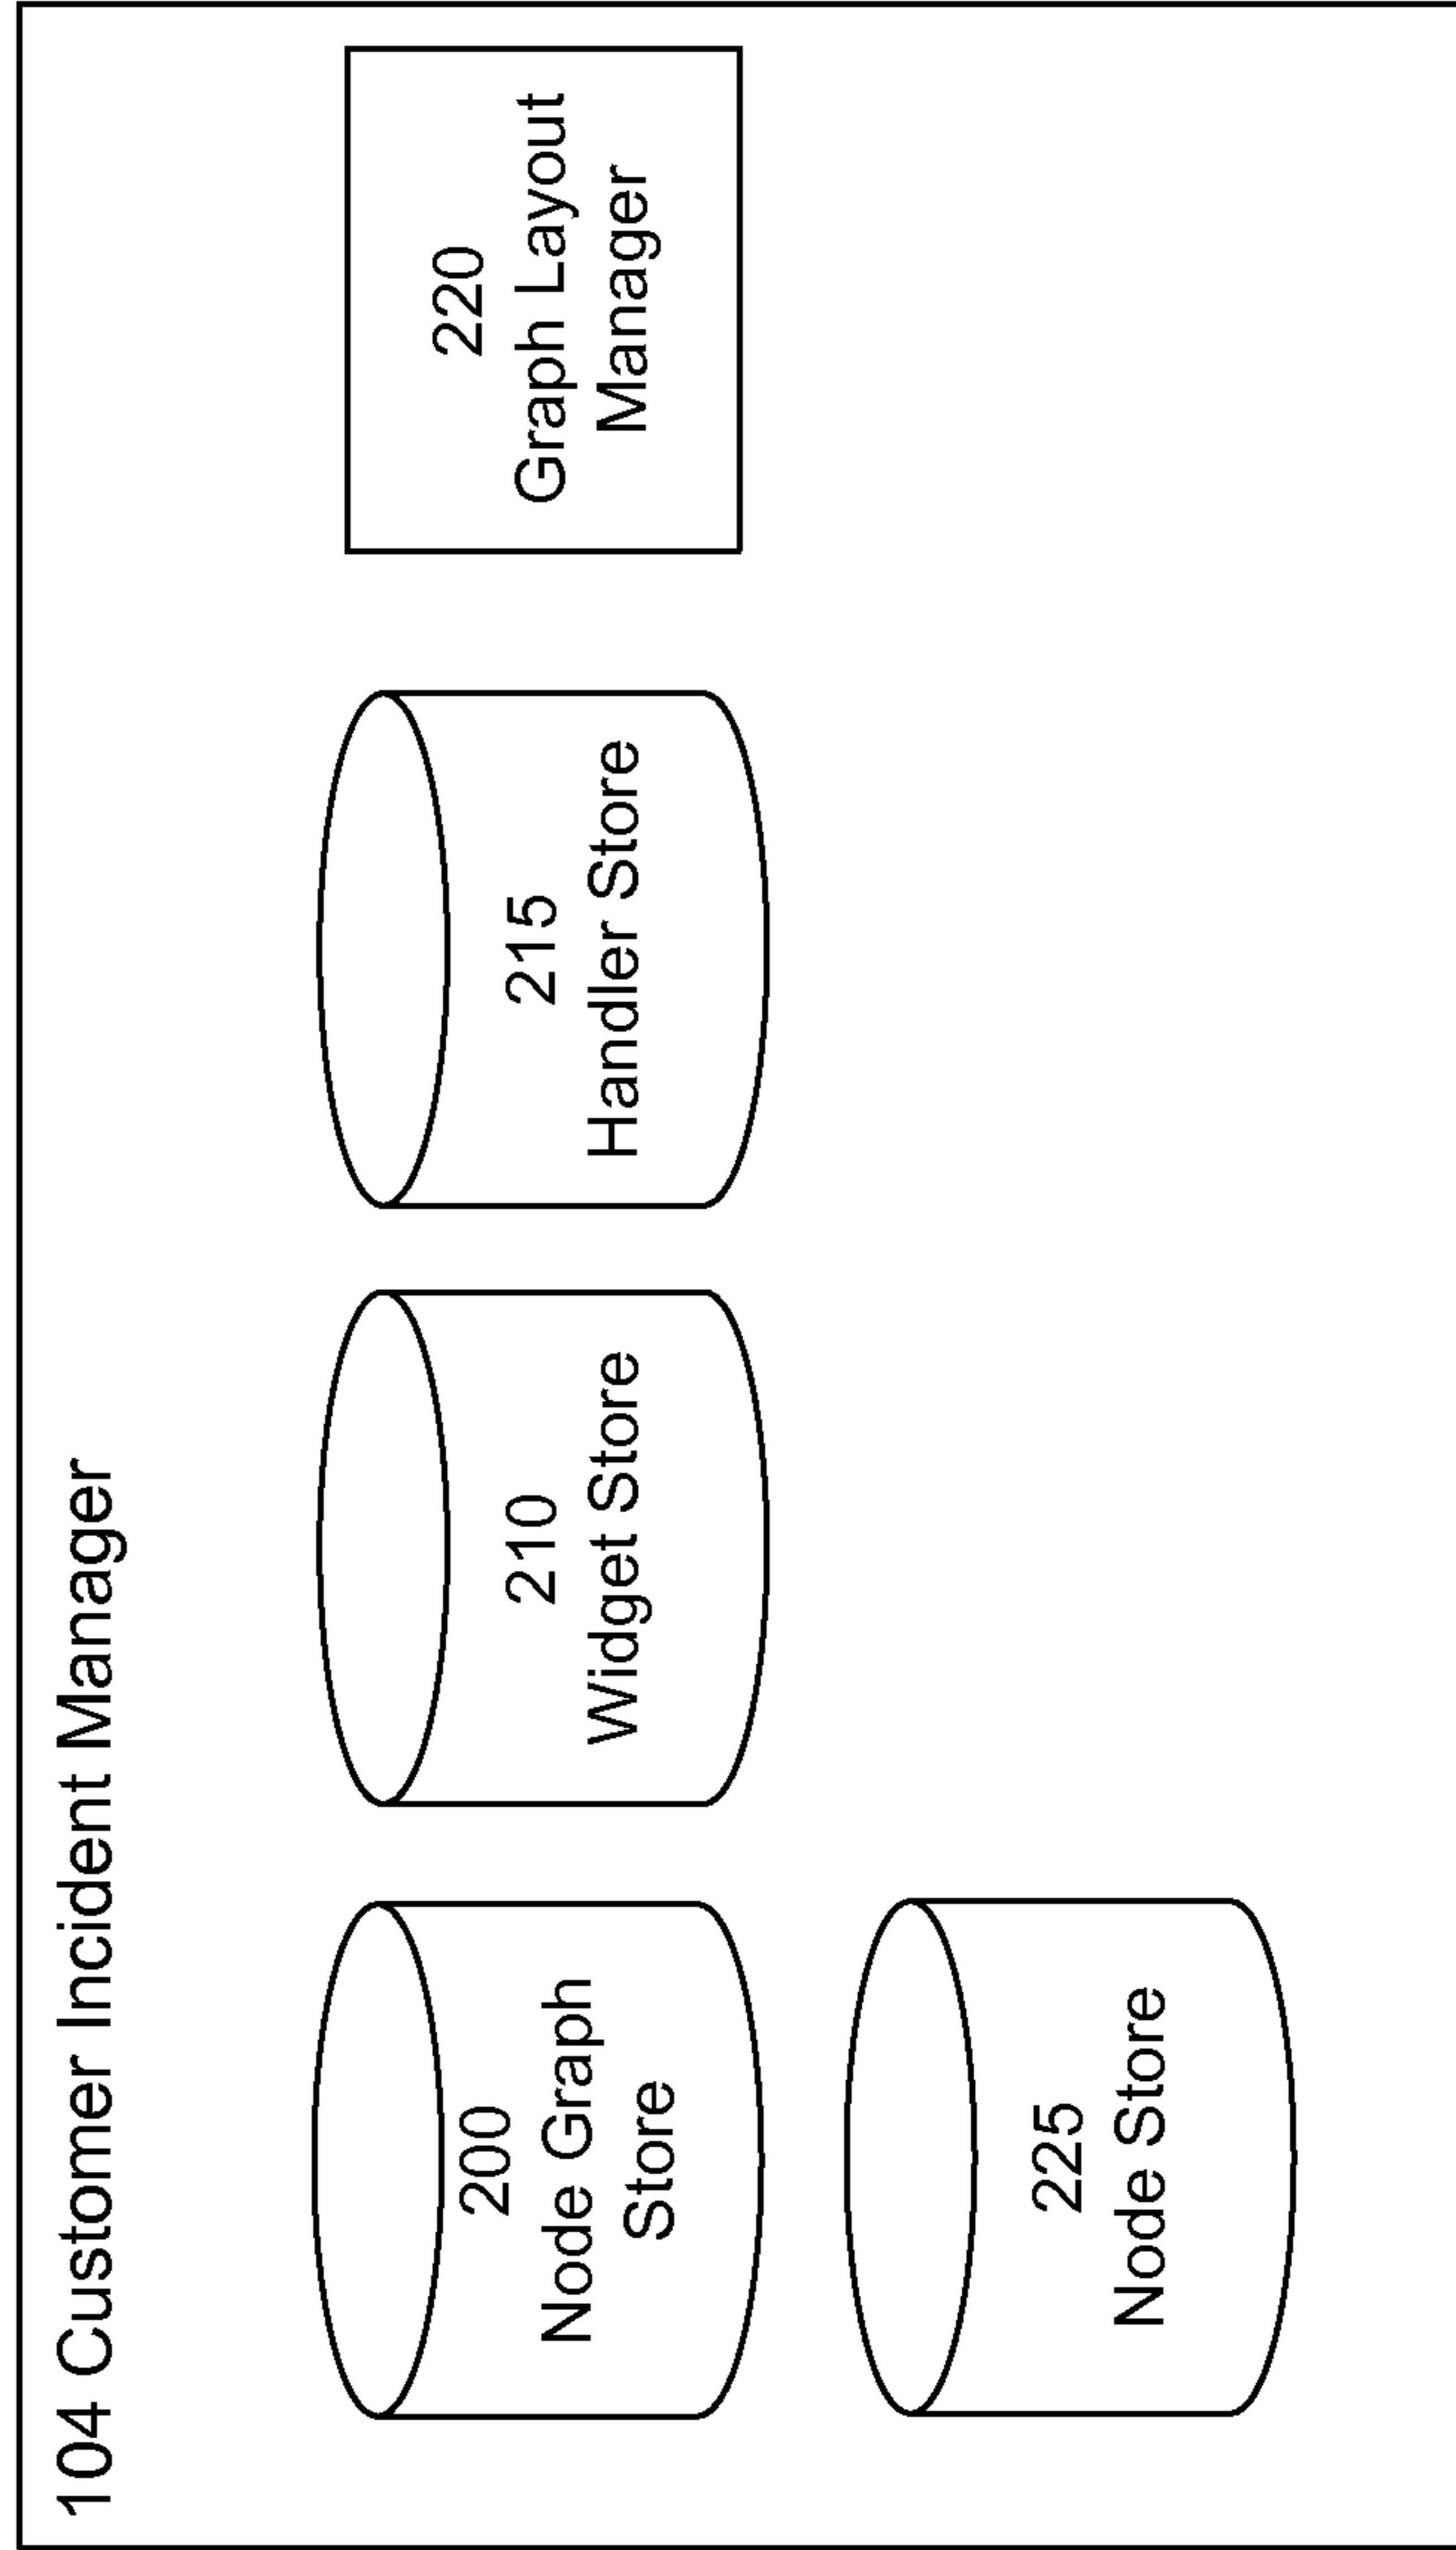 104 Customer Incident Manager
200
Node Graph
Store
210
Widget Store
215
Handler Store
220
Graph Layout
Manager
225
Node Store